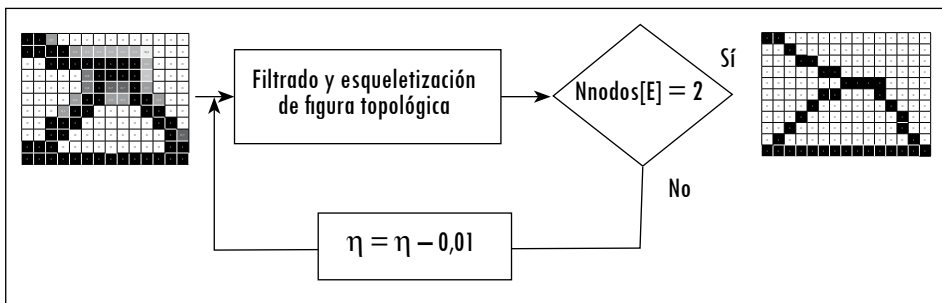 Filtrado y esqueletización
de figura topológica
Nnodos[E] = 2
Sí
No
η = η – 0,01